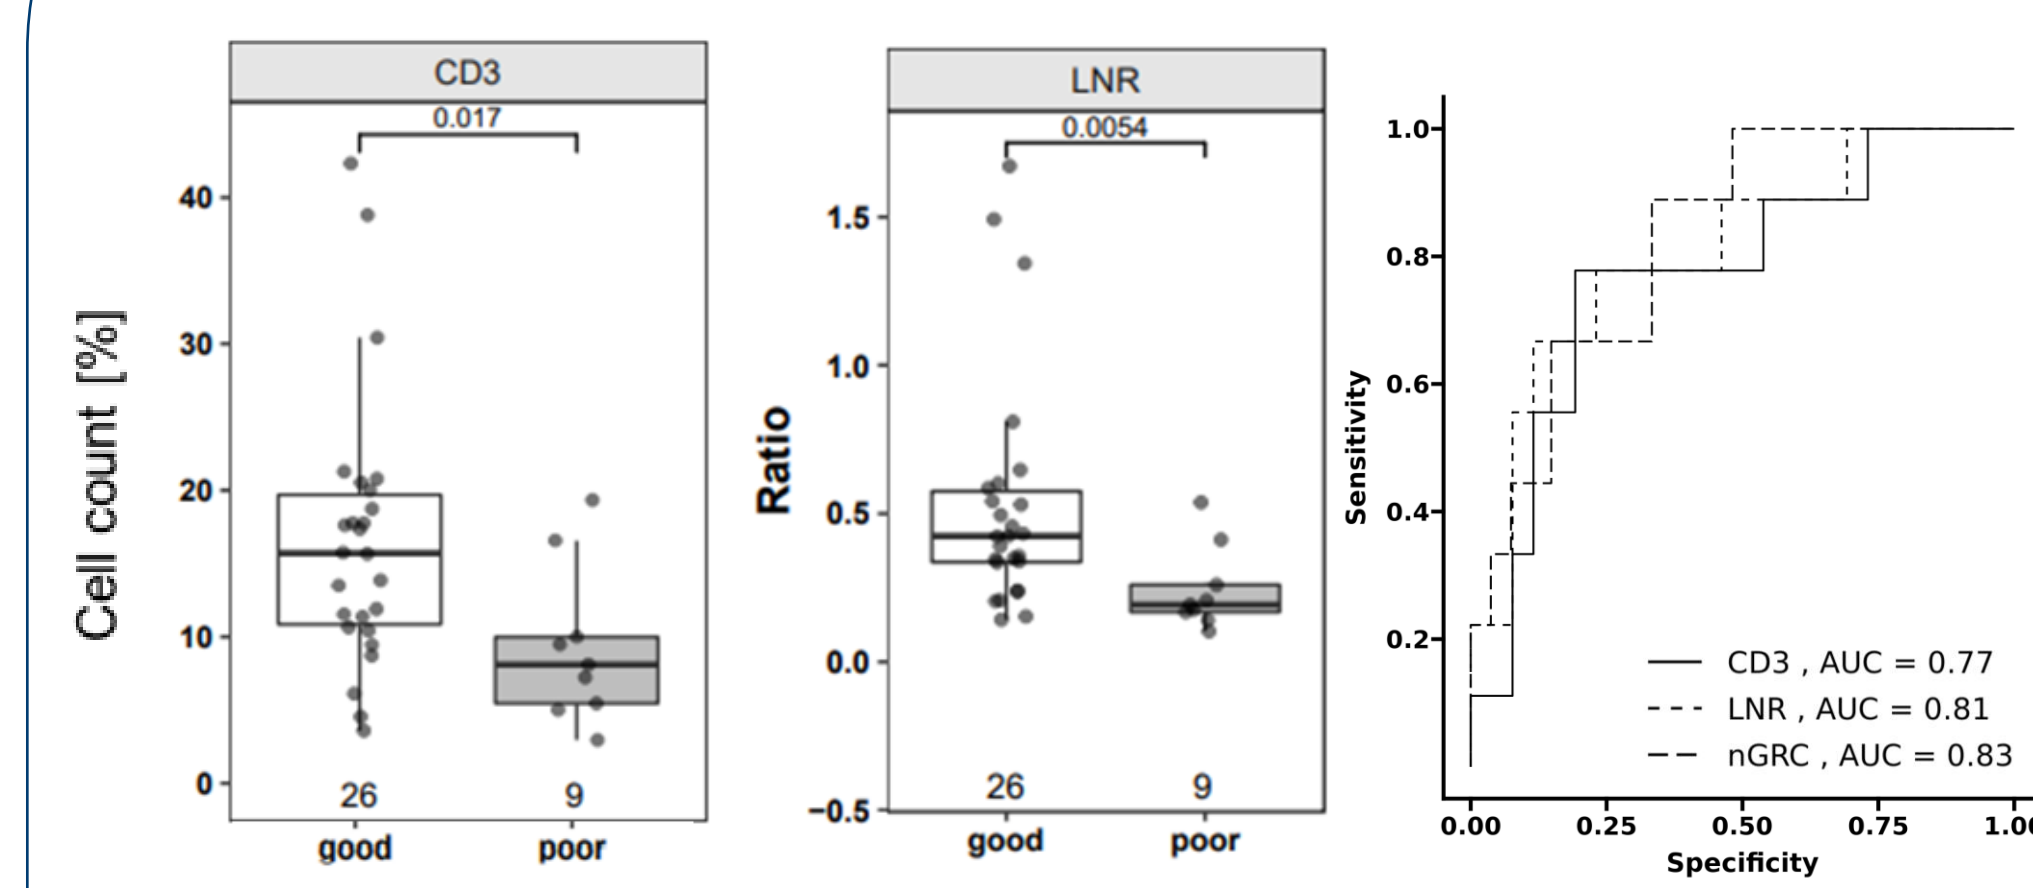 CD3
0.017
Cell count [%]
40
30
20
10
0
26 9
good poor
LNR
0.0054
Ratio
1.5
1.0
0.5
0.0
−0.5
26 9
good poor
Sensitivity
1.0
0.8
0.6
0.4
0.2
CD3 , AUC = 0.77
LNR , AUC = 0.81
nGRC , AUC = 0.83
0.00 0.25 0.50 0.75 1.00
Specificity